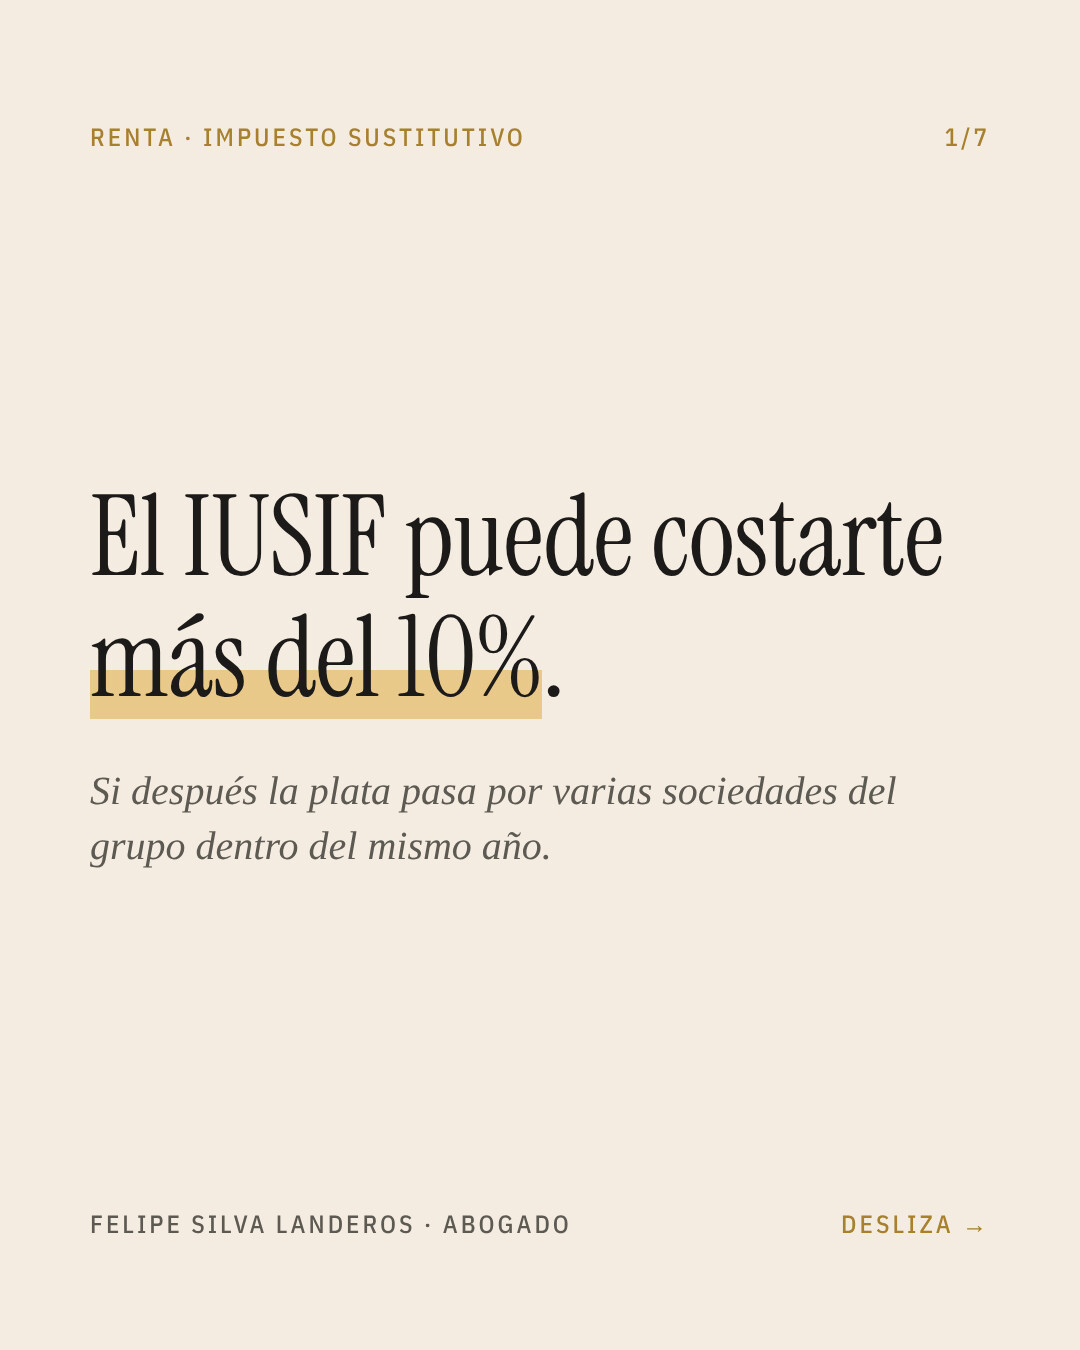 RENTA · IMPUESTO SUSTITUTIVO
1/7
El IUSIF puede costarte
más del 10%.
Si después la plata pasa por varias sociedades del
grupo dentro del mismo año.
FELIPE SILVA LANDEROS · ABOGADO
DESLIZA →